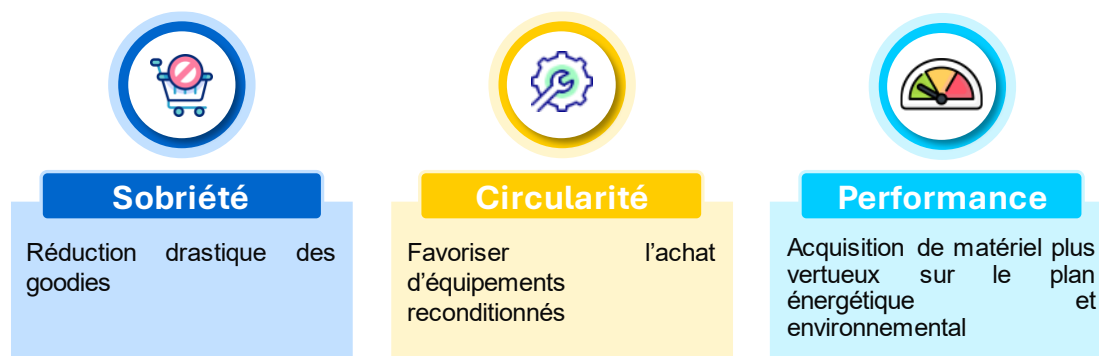 Sobriété
Réduction drastique des
goodies
Circularité
Favoriser l’achat
d’équipements
reconditionnés
Performance
Acquisition de matériel plus
vertueux sur le plan
énergétique et
environnemental